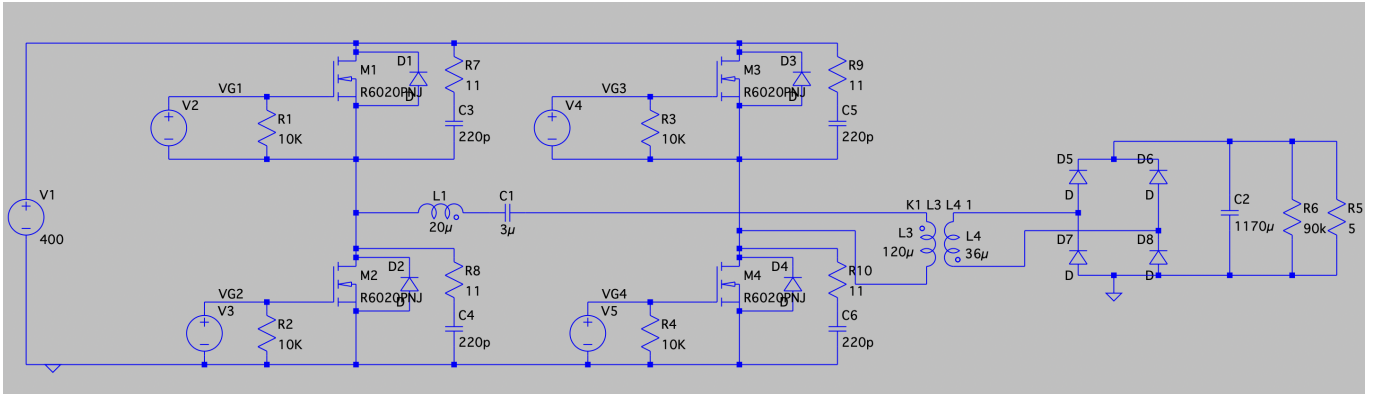 V1
400
V2
VG1
R1
10K
M1
R6020PNJ
D1
D
R7
11
C3
220p
V4
VG3
R3
10K
M3
R6020PNJ
D3
D
R9
11
C5
220p
L1
20µ
C1
3µ
V3
VG2
R2
10K
M2
R6020PNJ
D2
D
R8
11
C4
220p
V5
VG4
R4
10K
M4
R6020PNJ
D4
D
R10
11
C6
220p
K1 L3 L4 1
L3
120µ
L4
36µ
D5
D
D6
D
D7
D
D8
D
C2
1170µ
R6
90k
R5
5